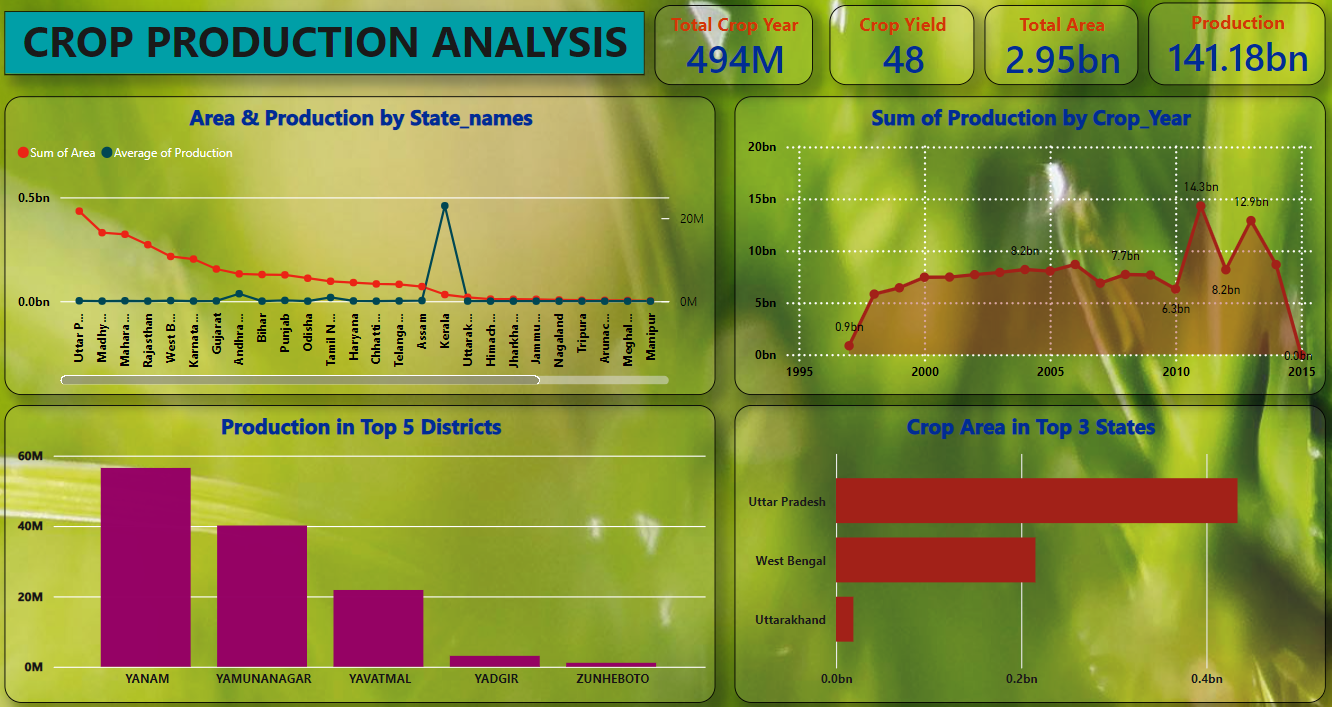 CROP PRODUCTION ANALYSIS
Total Crop Year
494M
Crop Yield
48
Total Area
2.95bn
Production
141.18bn
Area & Production by State_names
Sum of Area Average of Production
0.5bn
20M
0.0bn
0M
Uttar P...
Madhy...
Mahara...
Rajasthan
West B...
Karnata...
Gujarat
Andhra...
Bihar
Punjab
Odisha
Tamil N...
Haryana
Chhatti...
Telanga...
Assam
Kerala
Uttarak...
Himach...
Jharkha...
Jammu...
Nagaland
Tripura
Arunac...
Meghal...
Manipur
Sum of Production by Crop_Year
20bn
15bn
10bn
5bn
0bn
0.9bn
8.2bn
7.7bn
6.3bn
14.3bn
8.2bn
12.9bn
0.0bn
1995 2000 2005 2010 2015
Production in Top 5 Districts
60M
40M
20M
0M
YANAM YAMUNANAGAR YAVATMAL YADGIR ZUNHEBOTO
Crop Area in Top 3 States
Uttar Pradesh
West Bengal
Uttarakhand
0.0bn 0.2bn 0.4bn